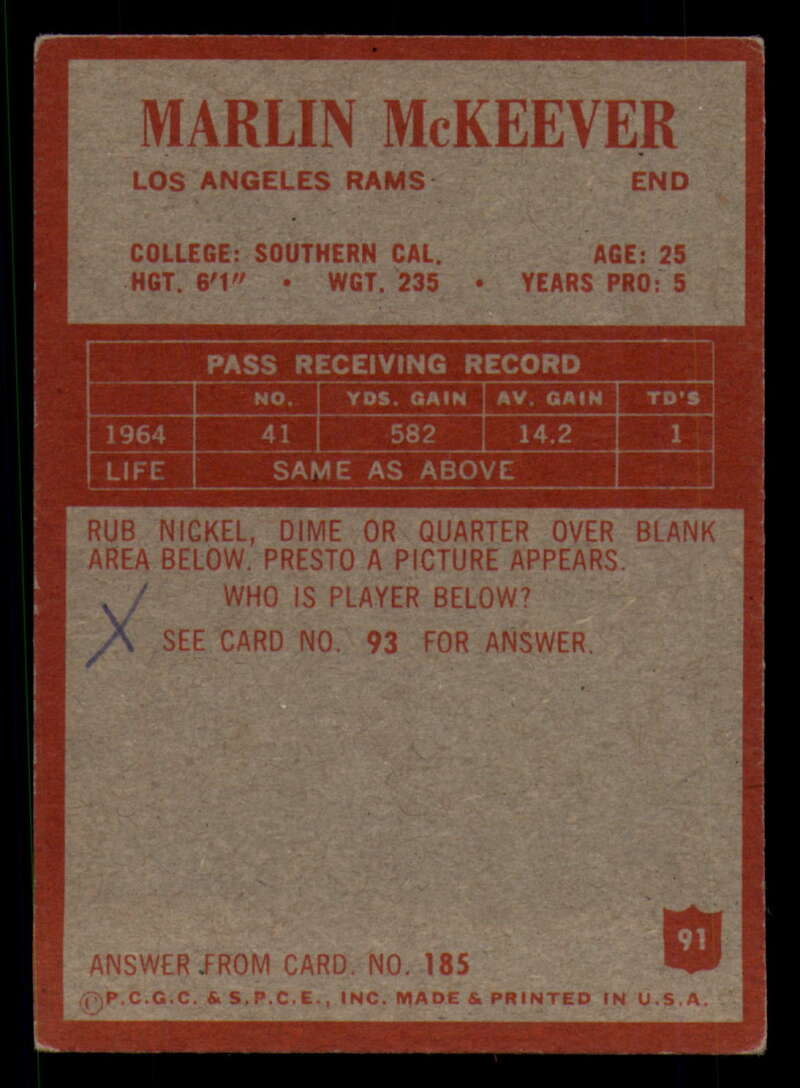 MARLIN McKEEVER
LOS ANGELES RAMS END
COLLEGE: SOUTHERN CAL. AGE: 25
HGT. 6'1" • WGT. 235 • YEARS PRO: 5
PASS RECEIVING RECORD
NO. YDS. GAIN AV. GAIN TD'S
1964 41 582 14.2 1
LIFE SAME AS ABOVE
RUB NICKEL, DIME OR QUARTER OVER BLANK
AREA BELOW. PRESTO A PICTURE APPEARS.
WHO IS PLAYER BELOW?
X SEE CARD NO. 93 FOR ANSWER.
91
ANSWER FROM CARD. NO. 185
©P.C.G.C. & S.P.C.E., INC. MADE & PRINTED IN U.S.A.